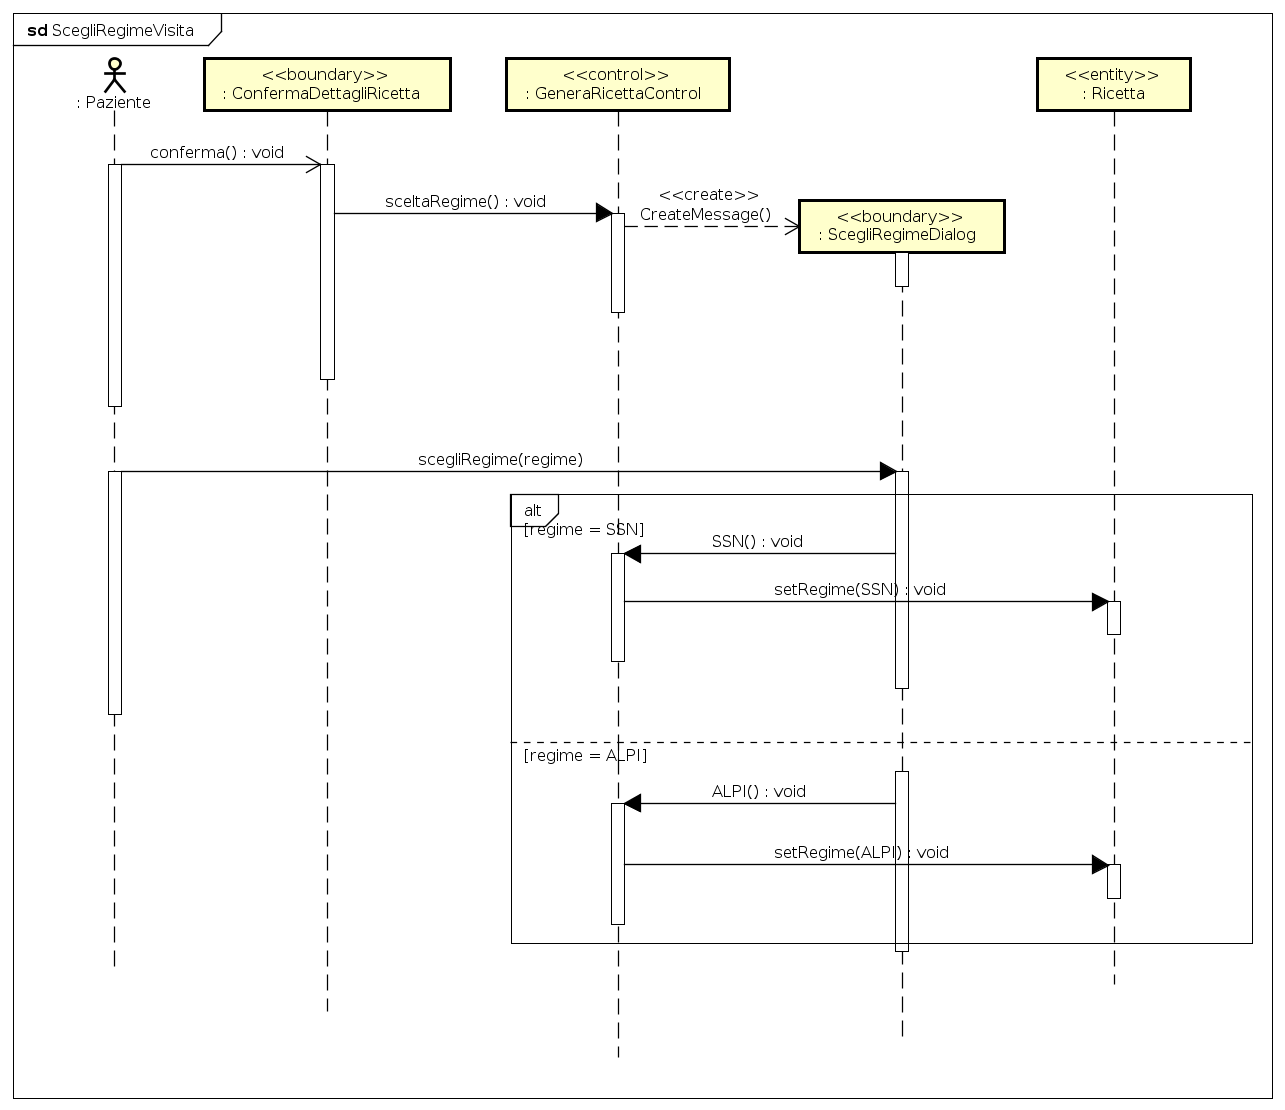 sd ScegliRegimeVisita
: Paziente
<<boundary>>
: ConfermaDettagliRicetta
<<control>>
: GeneraRicettaControl
<<entity>>
: Ricetta
conferma() : void
sceltaRegime() : void
<<create>>
CreateMessage()
<<boundary>>
: ScegliRegimeDialog
scegliRegime(regime)
alt
[regime = SSN]
SSN() : void
setRegime(SSN) : void
[regime = ALPI]
ALPI() : void
setRegime(ALPI) : void